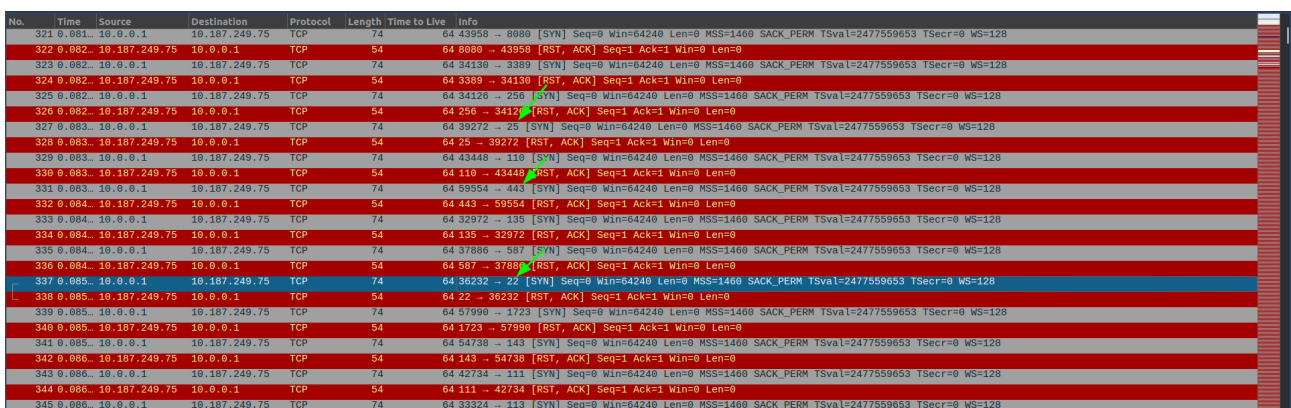 No. Time Source Destination Protocol Length Time to Live Info
321 0.081… 10.0.0.1 10.187.249.75 TCP 74 64 43958 → 8080 [SYN] Seq=0 Win=64240 Len=0 MSS=1460 SACK_PERM TSval=2477559653 TSecr=0 WS=128
322 0.082… 10.187.249.75 10.0.0.1 TCP 54 64 8080 → 43958 [RST, ACK] Seq=1 Ack=1 Win=0 Len=0
323 0.082… 10.0.0.1 10.187.249.75 TCP 74 64 34130 → 3389 [SYN] Seq=0 Win=64240 Len=0 MSS=1460 SACK_PERM TSval=2477559653 TSecr=0 WS=128
324 0.082… 10.187.249.75 10.0.0.1 TCP 54 64 3389 → 34130 [RST, ACK] Seq=1 Ack=1 Win=0 Len=0
325 0.082… 10.0.0.1 10.187.249.75 TCP 74 64 34126 → 256 [SYN] Seq=0 Win=64240 Len=0 MSS=1460 SACK_PERM TSval=2477559653 TSecr=0 WS=128
326 0.082… 10.187.249.75 10.0.0.1 TCP 54 64 256 → 34126 [RST, ACK] Seq=1 Ack=1 Win=0 Len=0
327 0.083… 10.0.0.1 10.187.249.75 TCP 74 64 39272 → 25 [SYN] Seq=0 Win=64240 Len=0 MSS=1460 SACK_PERM TSval=2477559653 TSecr=0 WS=128
328 0.083… 10.187.249.75 10.0.0.1 TCP 54 64 25 → 39272 [RST, ACK] Seq=1 Ack=1 Win=0 Len=0
329 0.083… 10.0.0.1 10.187.249.75 TCP 74 64 43448 → 110 [SYN] Seq=0 Win=64240 Len=0 MSS=1460 SACK_PERM TSval=2477559653 TSecr=0 WS=128
330 0.083… 10.187.249.75 10.0.0.1 TCP 54 64 110 → 43448 [RST, ACK] Seq=1 Ack=1 Win=0 Len=0
331 0.083… 10.0.0.1 10.187.249.75 TCP 74 64 59554 → 443 [SYN] Seq=0 Win=64240 Len=0 MSS=1460 SACK_PERM TSval=2477559653 TSecr=0 WS=128
332 0.084… 10.187.249.75 10.0.0.1 TCP 54 64 443 → 59554 [RST, ACK] Seq=1 Ack=1 Win=0 Len=0
333 0.084… 10.0.0.1 10.187.249.75 TCP 74 64 32972 → 135 [SYN] Seq=0 Win=64240 Len=0 MSS=1460 SACK_PERM TSval=2477559653 TSecr=0 WS=128
334 0.084… 10.187.249.75 10.0.0.1 TCP 54 64 135 → 32972 [RST, ACK] Seq=1 Ack=1 Win=0 Len=0
335 0.084… 10.0.0.1 10.187.249.75 TCP 74 64 37886 → 587 [SYN] Seq=0 Win=64240 Len=0 MSS=1460 SACK_PERM TSval=2477559653 TSecr=0 WS=128
336 0.084… 10.187.249.75 10.0.0.1 TCP 54 64 587 → 37886 [RST, ACK] Seq=1 Ack=1 Win=0 Len=0
337 0.085… 10.0.0.1 10.187.249.75 TCP 74 64 36232 → 22 [SYN] Seq=0 Win=64240 Len=0 MSS=1460 SACK_PERM TSval=2477559653 TSecr=0 WS=128
338 0.085… 10.187.249.75 10.0.0.1 TCP 54 64 22 → 36232 [RST, ACK] Seq=1 Ack=1 Win=0 Len=0
339 0.085… 10.0.0.1 10.187.249.75 TCP 74 64 57990 → 1723 [SYN] Seq=0 Win=64240 Len=0 MSS=1460 SACK_PERM TSval=2477559653 TSecr=0 WS=128
340 0.085… 10.187.249.75 10.0.0.1 TCP 54 64 1723 → 57990 [RST, ACK] Seq=1 Ack=1 Win=0 Len=0
341 0.085… 10.0.0.1 10.187.249.75 TCP 74 64 54738 → 143 [SYN] Seq=0 Win=64240 Len=0 MSS=1460 SACK_PERM TSval=2477559653 TSecr=0 WS=128
342 0.086… 10.187.249.75 10.0.0.1 TCP 54 64 143 → 54738 [RST, ACK] Seq=1 Ack=1 Win=0 Len=0
343 0.086… 10.0.0.1 10.187.249.75 TCP 74 64 42734 → 111 [SYN] Seq=0 Win=64240 Len=0 MSS=1460 SACK_PERM TSval=2477559653 TSecr=0 WS=128
344 0.086… 10.187.249.75 10.0.0.1 TCP 54 64 111 → 42734 [RST, ACK] Seq=1 Ack=1 Win=0 Len=0
345 0.086… 10.0.0.1 10.187.249.75 TCP 74 64 33324 → 113 [SYN] Seq=0 Win=64240 Len=0 MSS=1460 SACK_PERM TSval=2477559653 TSecr=0 WS=128